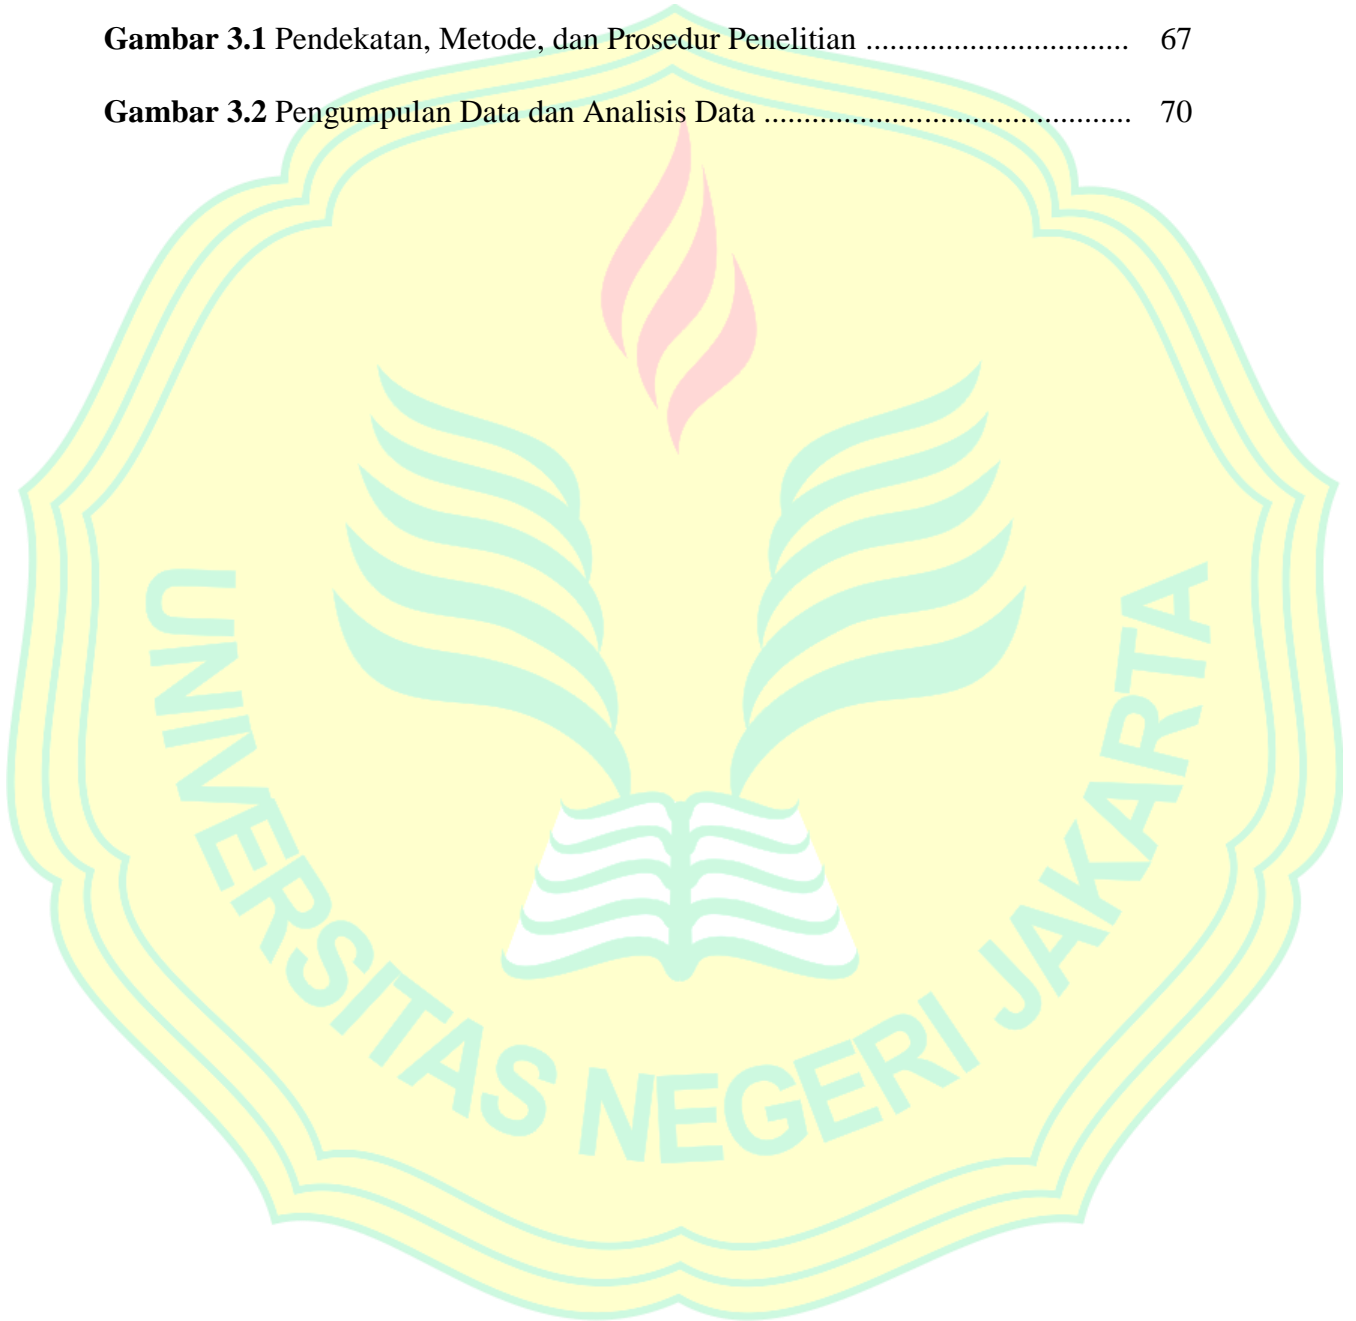 Gambar 3.1 Pendekatan, Metode, dan Prosedur Penelitian ................................. 67
Gambar 3.2 Pengumpulan Data dan Analisis Data .............................................. 70
UNIVERSITAS NEGERI JAKARTA